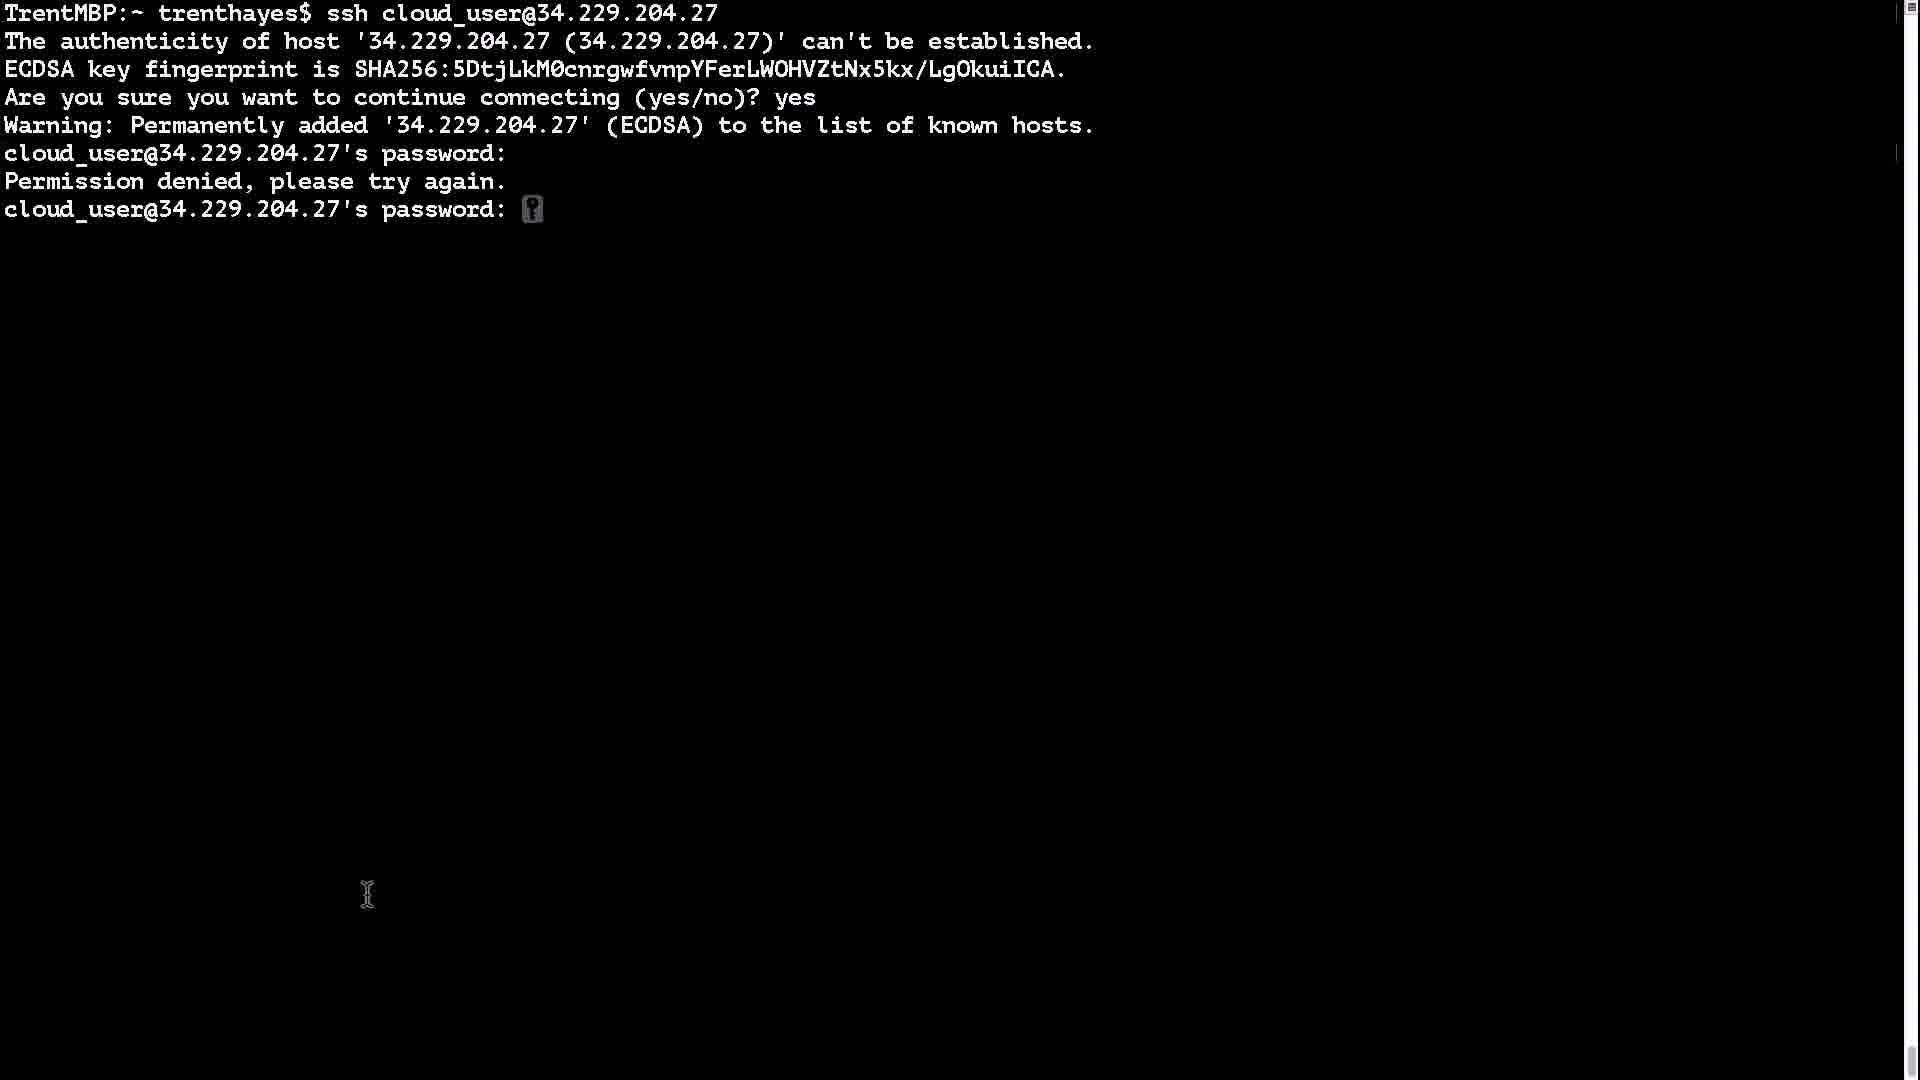 TrentMBP:~ trenthayes$ ssh cloud_user@34.229.204.27
The authenticity of host '34.229.204.27 (34.229.204.27)' can't be established.
ECDSA key fingerprint is SHA256:5DtjLkM0cnrgwfvnpYFerLWOHVZtNx5kx/LgOkuiICA.
Are you sure you want to continue connecting (yes/no)? yes
Warning: Permanently added '34.229.204.27' (ECDSA) to the list of known hosts.
cloud_user@34.229.204.27's password:
Permission denied, please try again.
cloud_user@34.229.204.27's password: